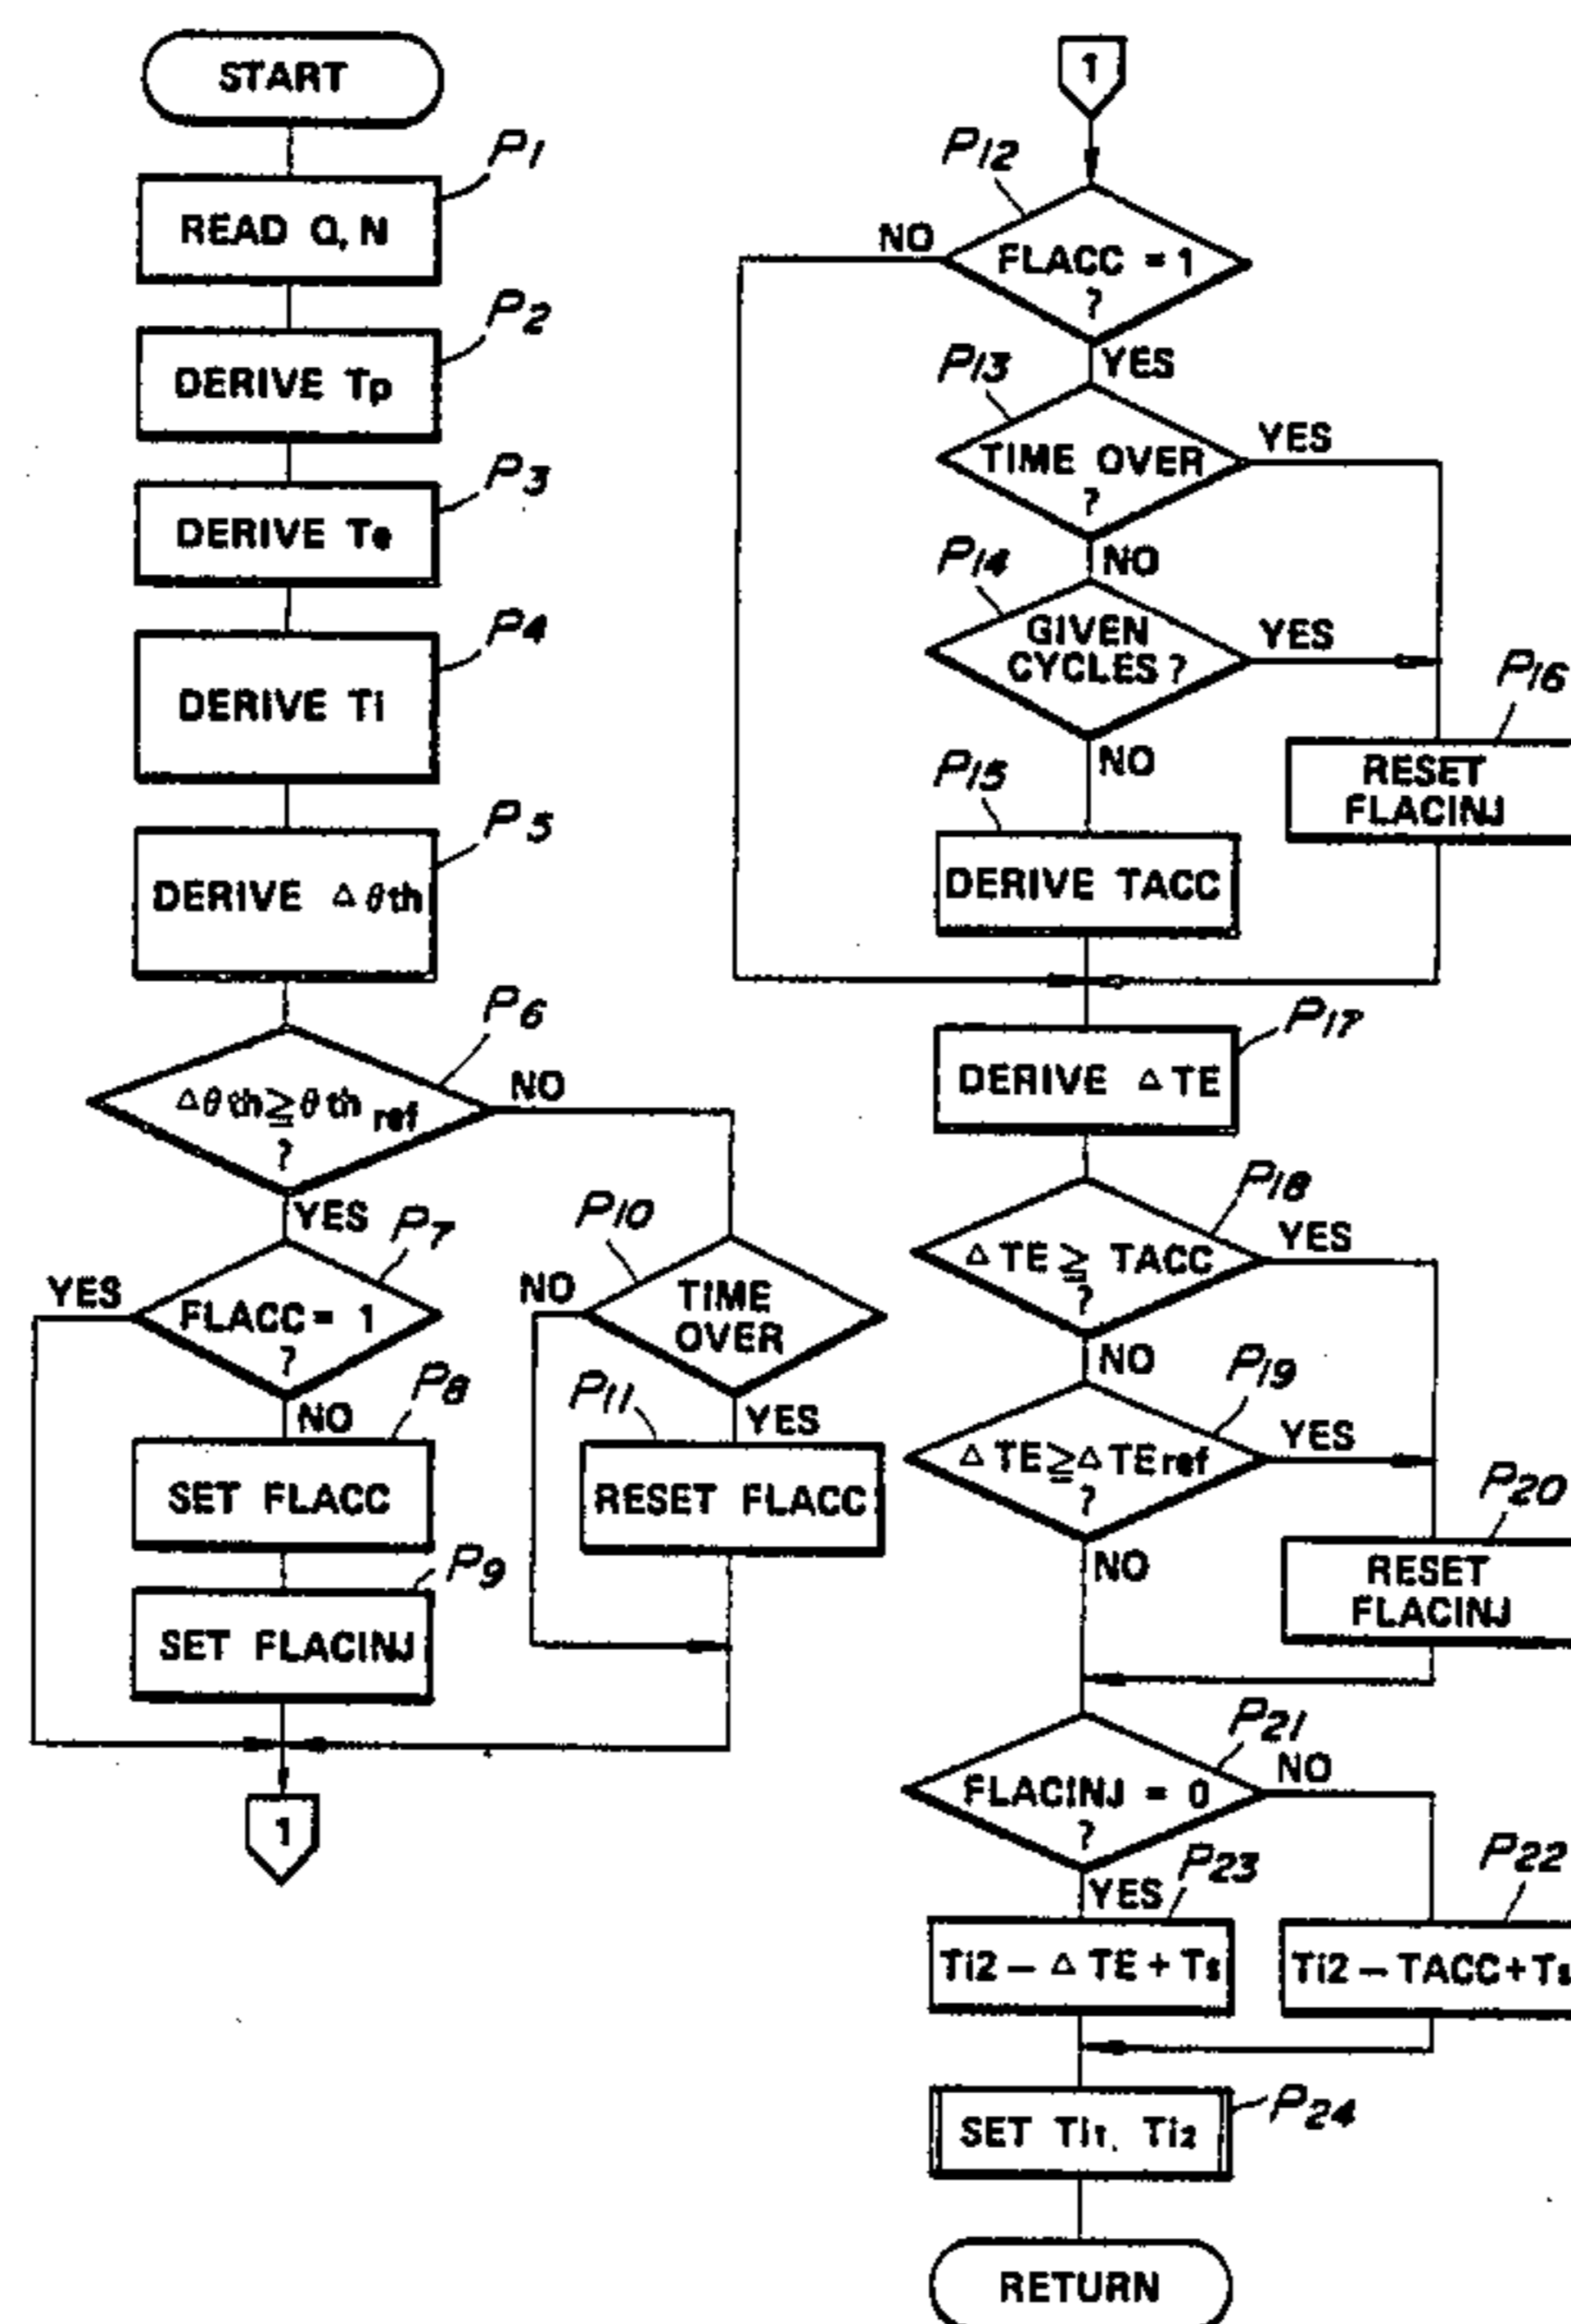 START
P1
READ Q, N
P2
DERIVE Tp
P3
DERIVE Te
P4
DERIVE Ti
P5
DERIVE Δθth
P6
Δθth≧θth ref
?
NO
YES
P7
YES
FLACC = 1
?
NO
P8
SET FLACC
P9
SET FLACINJ
P10
NO
TIME
OVER
YES
P11
RESET FLACC
1
1
P12
NO
FLACC = 1
?
YES
P13
TIME OVER
?
YES
NO
P14
GIVEN
CYCLES ?
YES
NO
P15
DERIVE TACC
P16
RESET
FLACINJ
P17
DERIVE ΔTE
P18
ΔTE ≧ TACC
?
YES
NO
P19
ΔTE≧ΔTE ref
?
YES
NO
P20
RESET
FLACINJ
P21
FLACINJ = 0
?
NO
YES
P23
Ti2 – ΔTE + Ts
P22
Ti2 – TACC + Ts
P24
SET Ti1, Ti2
RETURN